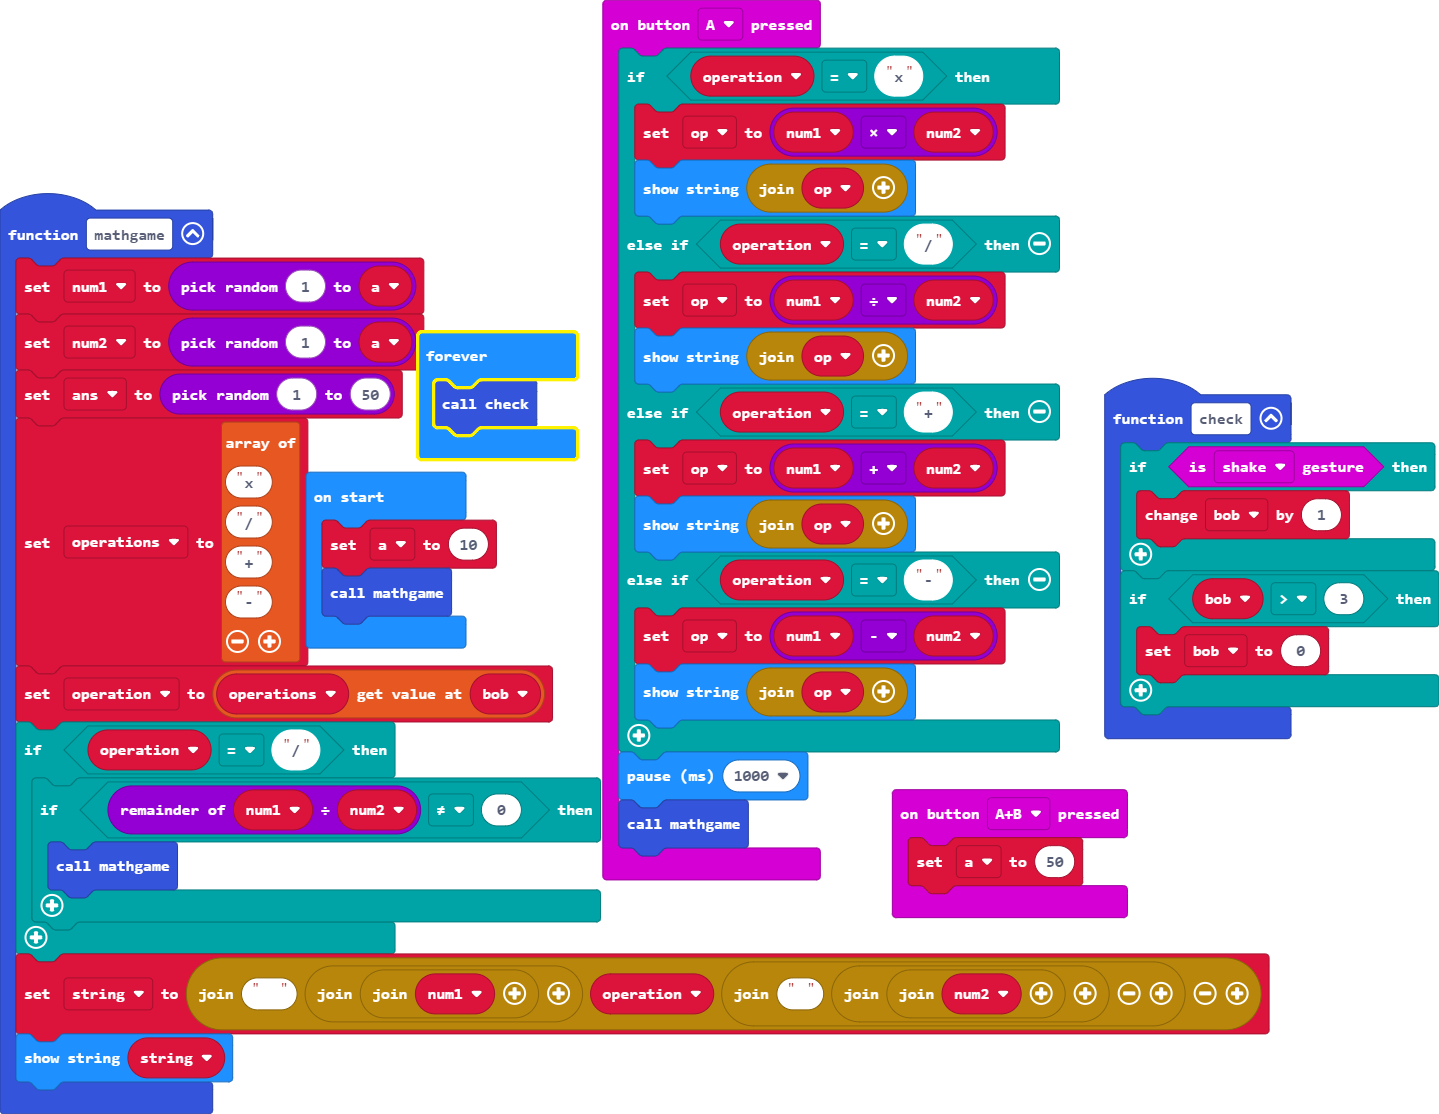 function mathgame
set num1 to pick random 1 to a
set num2 to pick random 1 to a
set ans to pick random 1 to 50
set operations to array of "x" "/" "+" "-"
set operation to operations get value at bob
if operation = "/" then
if remainder of num1 ÷ num2 ≠ 0 then
call mathgame
set string to join " " join join num1 operation join " " join join num2
show string string
forever
call check
on start
set a to 10
call mathgame
on button A pressed
if operation = "x" then
set op to num1 × num2
show string join op
else if operation = "/" then
set op to num1 ÷ num2
show string join op
else if operation = "+" then
set op to num1 + num2
show string join op
else if operation = "-" then
set op to num1 - num2
show string join op
pause (ms) 1000
call mathgame
on button A+B pressed
set a to 50
function check
if is shake gesture then
change bob by 1
if bob > 3 then
set bob to 0